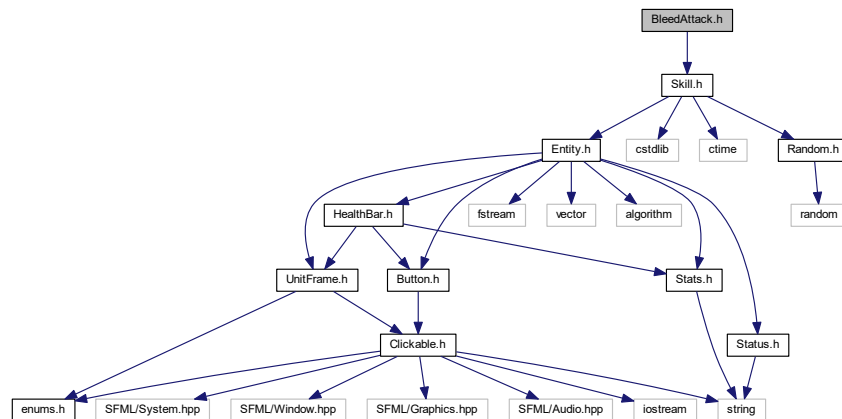 BleedAttack.h
Skill.h
Entity.h
cstdlib
ctime
Random.h
HealthBar.h
fstream
vector
algorithm
random
UnitFrame.h
Button.h
Stats.h
Clickable.h
Status.h
enums.h
SFML/System.hpp
SFML/Window.hpp
SFML/Graphics.hpp
SFML/Audio.hpp
iostream
string